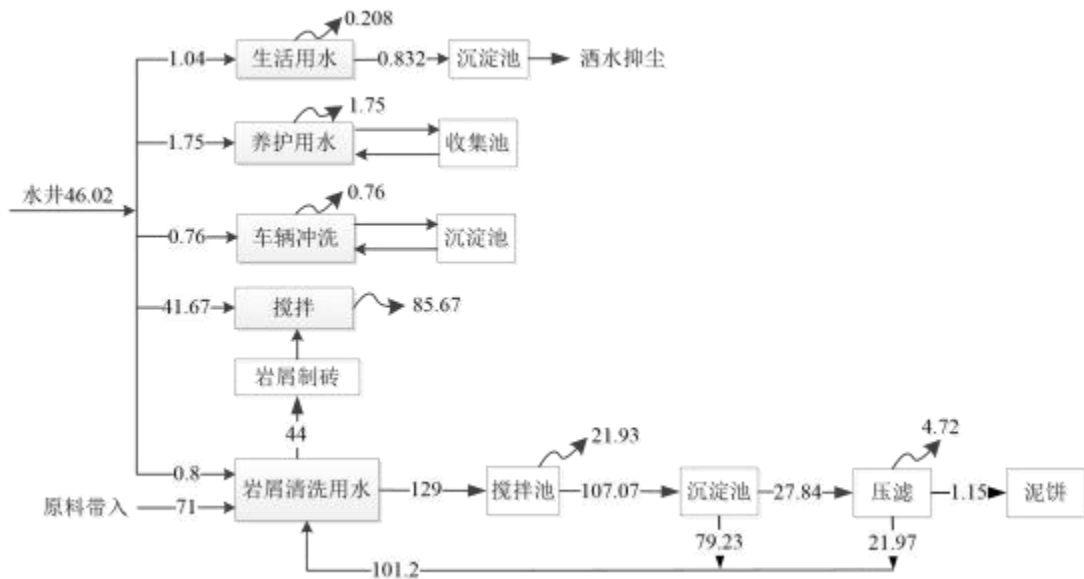 0.208
1.04 生活用水 0.832 沉淀池 洒水抑尘
1.75
1.75 养护用水 收集池
水井46.02
0.76
0.76 车辆冲洗 沉淀池
41.67 搅拌 85.67
岩屑制砖
44
21.93 4.72
0.8
岩屑清洗用水 129 搅拌池 107.07 沉淀池 27.84 压滤 1.15 泥饼
原料带入 71
79.23 21.97
101.2